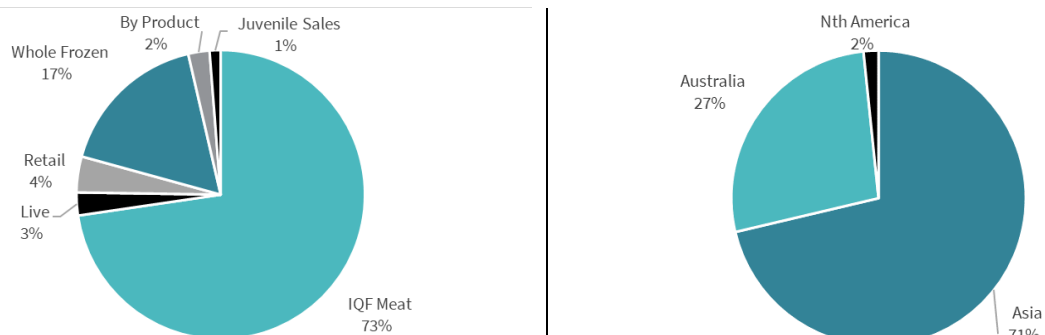 By Product
2%
Juvenile Sales
1%
Whole Frozen
17%
Retail
4%
Live
3%
IQF Meat
73%
Nth America
2%
Australia
27%
Asia
71%